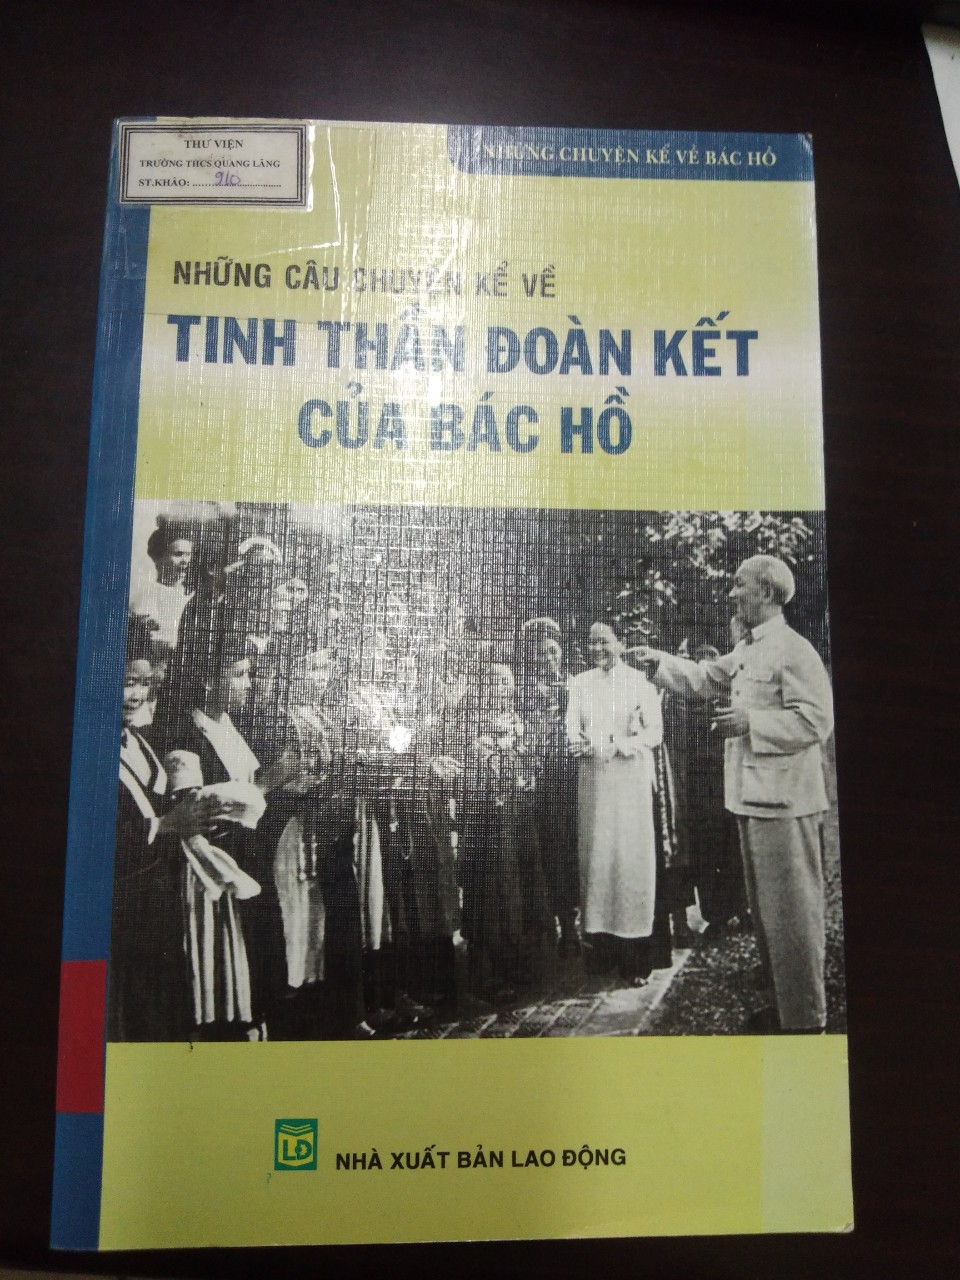 THƯ VIỆN
TRƯỜNG THCS QUANG LÃNG
ST.KHẢO: ......910......
NHỮNG CHUYỆN KỂ VỀ BÁC HỒ
NHỮNG CÂU CHUYỆN KỂ VỀ
TINH THẦN ĐOÀN KẾT
CỦA BÁC HỒ
LĐ
NHÀ XUẤT BẢN LAO ĐỘNG